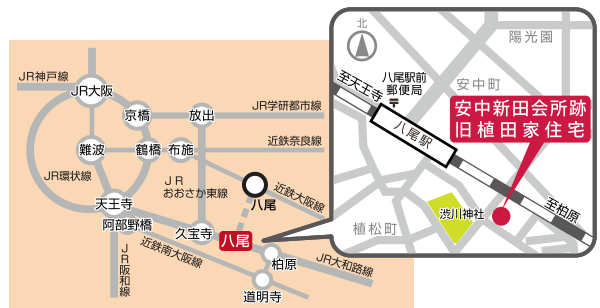 JR神戸線
JR大阪
京橋
放出
JR学研都市線
難波
鶴橋
布施
近鉄奈良線
JR環状線
JR
おおさか東線
近鉄大阪線
八尾
天王寺
阿部野橋
久宝寺
八尾
近鉄南大阪線
JR阪和線
柏原
JR大和路線
道明寺
北
陽光園
八尾駅前
郵便局
安中町
至天王寺
安中新田会所跡
旧植田家住宅
八尾駅
至柏原
渋川神社
植松町